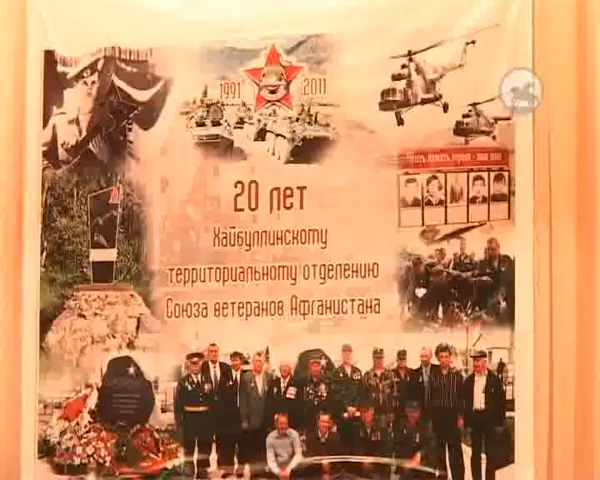 1991 2011
20 лет
Хайбуллинскому
территориальному отделению
Союза ветеранов Афганистана